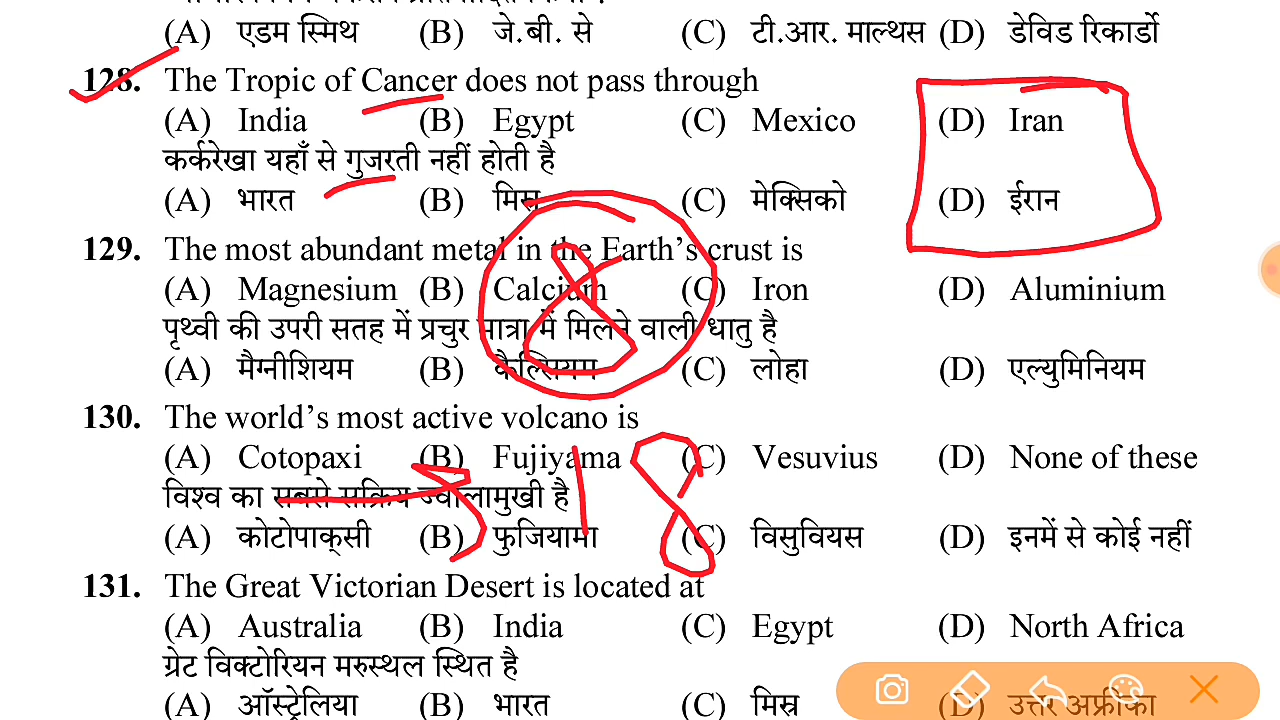 (A) एडम स्मिथ (B) जे.बी. से (C) टी.आर. माल्थस (D) डेविड रिकार्डो
128. The Tropic of Cancer does not pass through
(A) India (B) Egypt (C) Mexico (D) Iran
कर्करेखा यहाँ से गुजरती नहीं होती है
(A) भारत (B) मिस्र (C) मेक्सिको (D) ईरान
129. The most abundant metal in the Earth's crust is
(A) Magnesium (B) Calcium (C) Iron (D) Aluminium
पृथ्वी की उपरी सतह में प्रचुर मात्रा में मिलने वाली धातु है
(A) मैग्नीशियम (B) कैल्सियम (C) लोहा (D) एल्युमिनियम
8
130. The world's most active volcano is
(A) Cotopaxi (B) Fujiyama (C) Vesuvius (D) None of these
विश्व का सबसे सक्रिय ज्वालामुखी है
(A) कोटोपाक्सी (B) फुजियामा (C) विसुवियस (D) इनमें से कोई नहीं
18
131. The Great Victorian Desert is located at
(A) Australia (B) India (C) Egypt (D) North Africa
ग्रेट विक्टोरियन मरुस्थल स्थित है
(A) ऑस्ट्रेलिया (B) भारत (C) मिस्र (D) उत्तर अफ्रीका